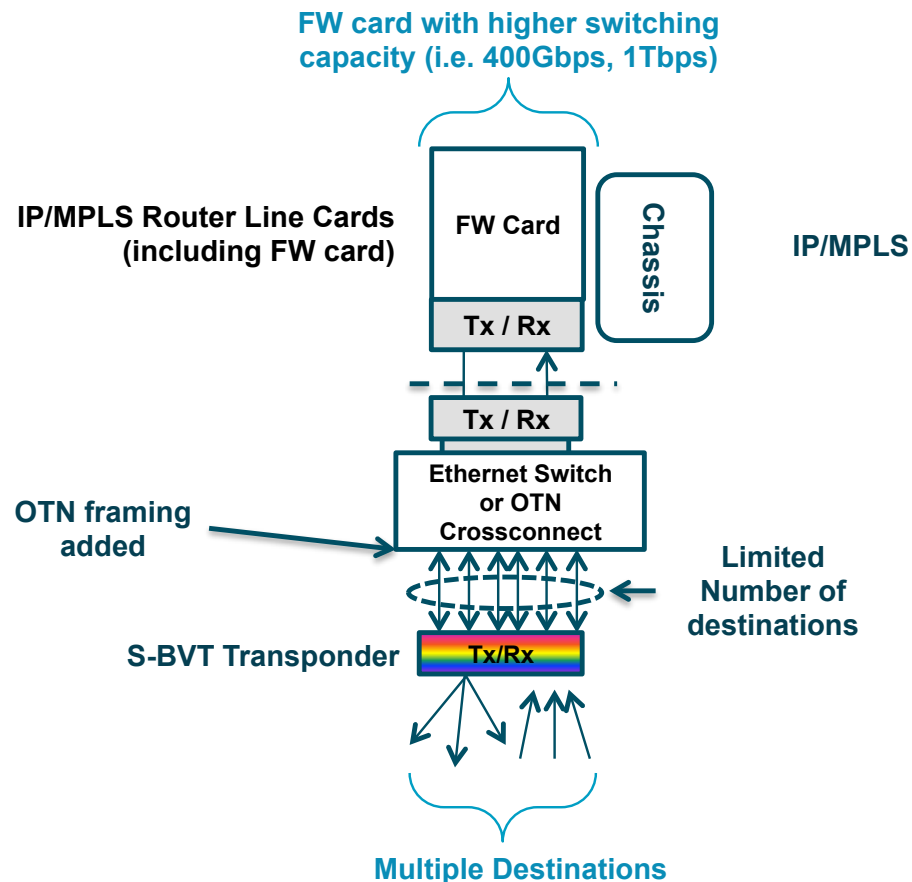 FW card with higher switching
capacity (i.e. 400Gbps, 1Tbps)
IP/MPLS Router Line Cards
(including FW card)
FW Card
Chassis
IP/MPLS
Tx / Rx
Tx / Rx
Ethernet Switch
or OTN
Crossconnect
OTN framing
added
Limited
Number of
destinations
S-BVT Transponder
Tx/Rx
Multiple Destinations